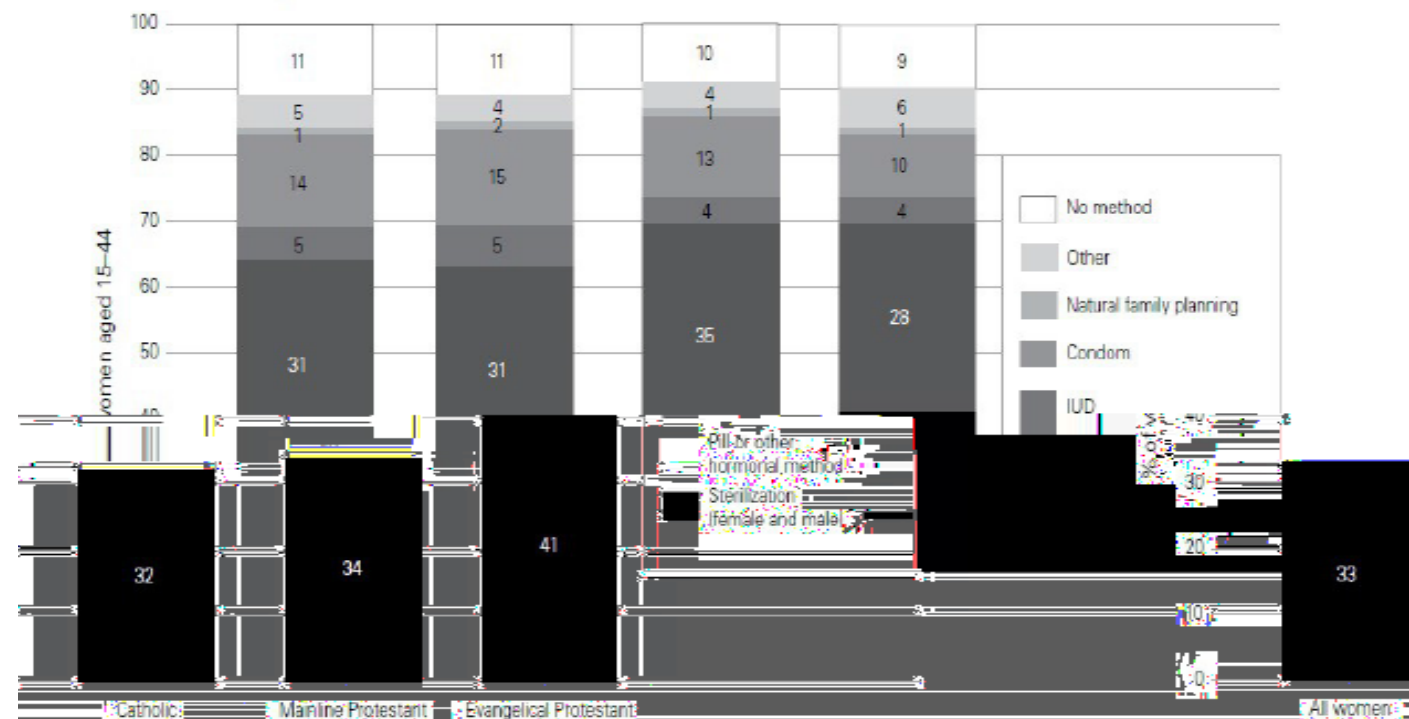 100
11
11
10
9
90
5
4
4
6
1
2
1
1
80
14
15
13
10
70
5
5
4
4
60
31
31
35
28
50
women aged 15–44
No method
Other
Natural family planning
Condom
IUD
Pill or other
hormonal method
Sterilization
(female and male)
40
30
20
10
0
32
34
41
33
Catholic
Mainline Protestant
Evangelical Protestant
All women